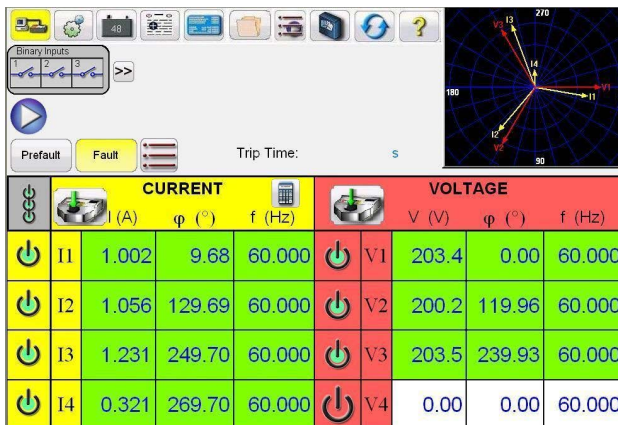 48
270
V3
I3
I4
180
V1
I1
I2
V2
90
Binary Inputs
1 2 3
>>
Prefault
Fault
Trip Time:
s
CURRENT
VOLTAGE
I (A) φ (°) f (Hz)
V (V) φ (°) f (Hz)
I1 1.002 9.68 60.000 V1 203.4 0.00 60.000
I2 1.056 129.69 60.000 V2 200.2 119.96 60.000
I3 1.231 249.70 60.000 V3 203.5 239.93 60.000
I4 0.321 269.70 60.000 V4 0.00 0.00 60.000